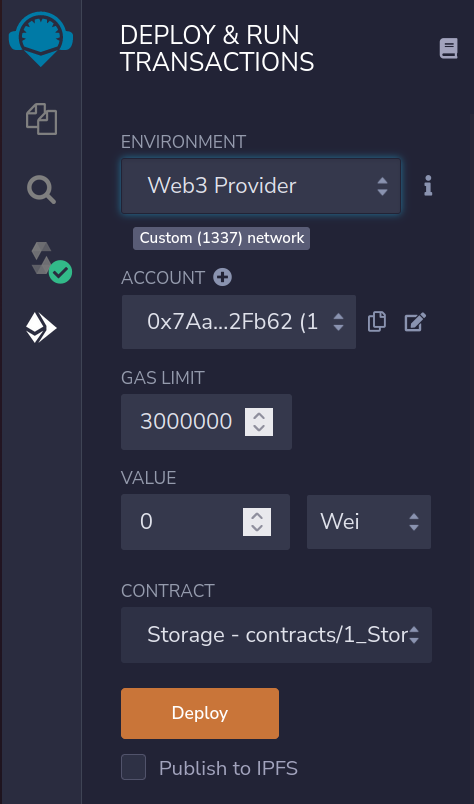 DEPLOY & RUN
TRANSACTIONS
ENVIRONMENT
Web3 Provider
Custom (1337) network
ACCOUNT
0x7Aa...2Fb62 (1
GAS LIMIT
3000000
VALUE
0
Wei
CONTRACT
Storage - contracts/1_Stor
Deploy
Publish to IPFS